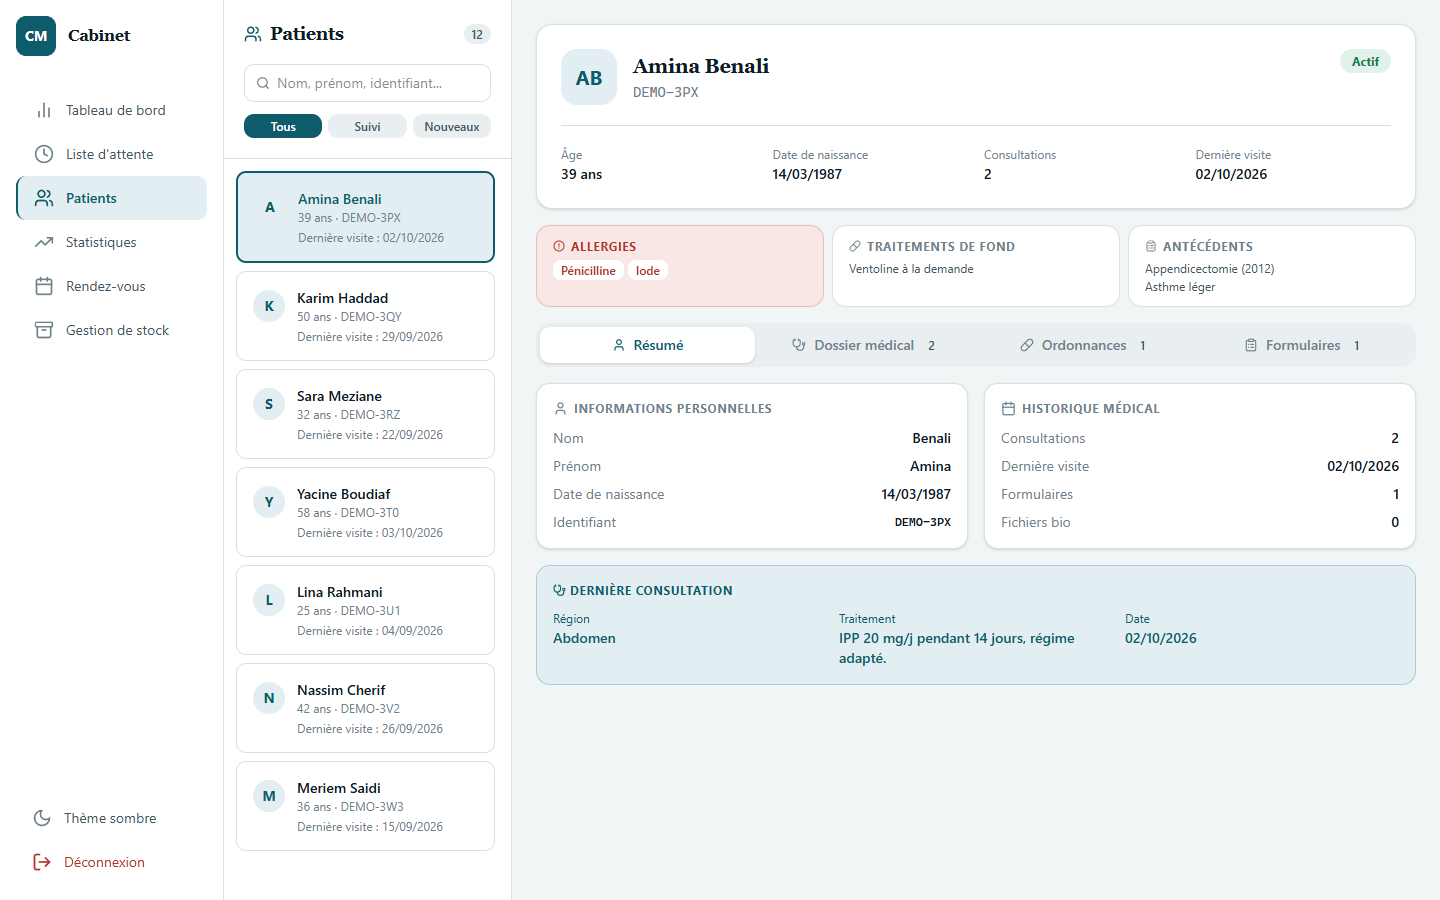 CM Cabinet
Tableau de bord
Liste d'attente
Patients
Statistiques
Rendez-vous
Gestion de stock
Thème sombre
Déconnexion
Patients 12
Nom, prénom, identifiant...
Tous Suivi Nouveaux
A Amina Benali
39 ans · DEMO-3PX
Dernière visite : 02/10/2026
K Karim Haddad
50 ans · DEMO-3QY
Dernière visite : 29/09/2026
S Sara Meziane
32 ans · DEMO-3RZ
Dernière visite : 22/09/2026
Y Yacine Boudiaf
58 ans · DEMO-3T0
Dernière visite : 03/10/2026
L Lina Rahmani
25 ans · DEMO-3U1
Dernière visite : 04/09/2026
N Nassim Cherif
42 ans · DEMO-3V2
Dernière visite : 26/09/2026
M Meriem Saidi
36 ans · DEMO-3W3
Dernière visite : 15/09/2026
AB Amina Benali Actif
DEMO-3PX
Âge Date de naissance Consultations Dernière visite
39 ans 14/03/1987 2 02/10/2026
ALLERGIES
Pénicilline Iode
TRAITEMENTS DE FOND
Ventoline à la demande
ANTÉCÉDENTS
Appendicectomie (2012)
Asthme léger
Résumé Dossier médical 2 Ordonnances 1 Formulaires 1
INFORMATIONS PERSONNELLES
Nom Benali
Prénom Amina
Date de naissance 14/03/1987
Identifiant DEMO-3PX
HISTORIQUE MÉDICAL
Consultations 2
Dernière visite 02/10/2026
Formulaires 1
Fichiers bio 0
DERNIÈRE CONSULTATION
Région Traitement Date
Abdomen IPP 20 mg/j pendant 14 jours, régime 02/10/2026
adapté.